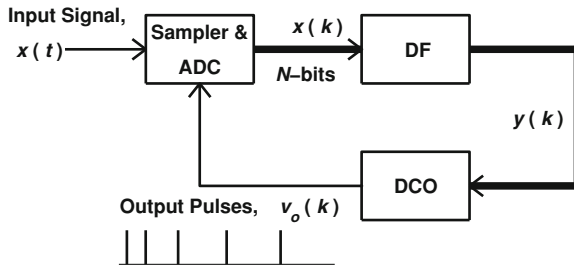 Input Signal,
x ( t )
Sampler &
ADC
x ( k )
N–bits
DF
y ( k )
DCO
Output Pulses, v_o ( k )